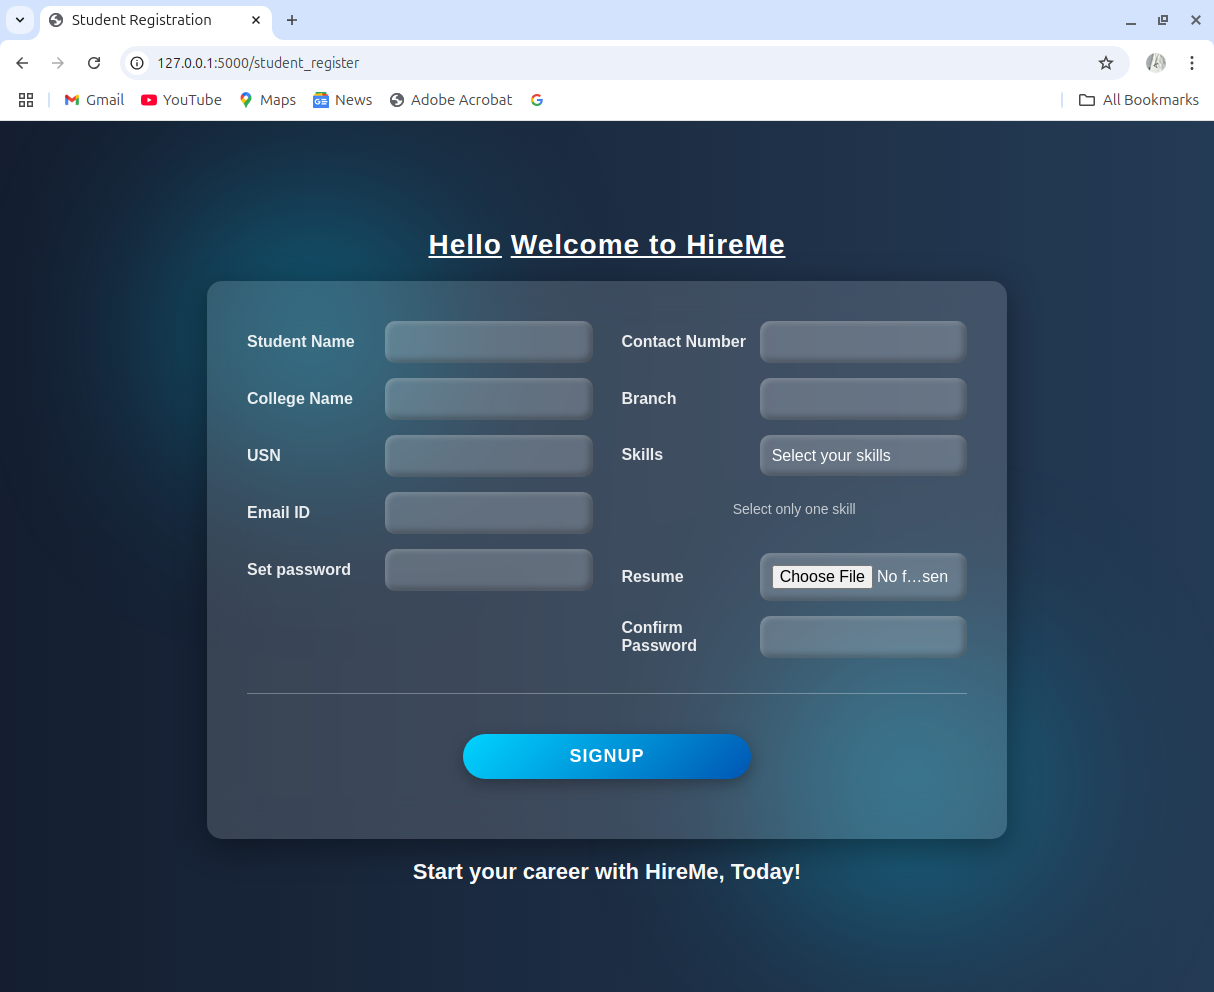 Student Registration
127.0.0.1:5000/student_register
Gmail YouTube Maps News Adobe Acrobat All Bookmarks
Hello Welcome to HireMe
Student Name
College Name
USN
Email ID
Set password
Contact Number
Branch
Skills Select your skills
Select only one skill
Resume Choose File No f…sen
Confirm
Password
SIGNUP
Start your career with HireMe, Today!